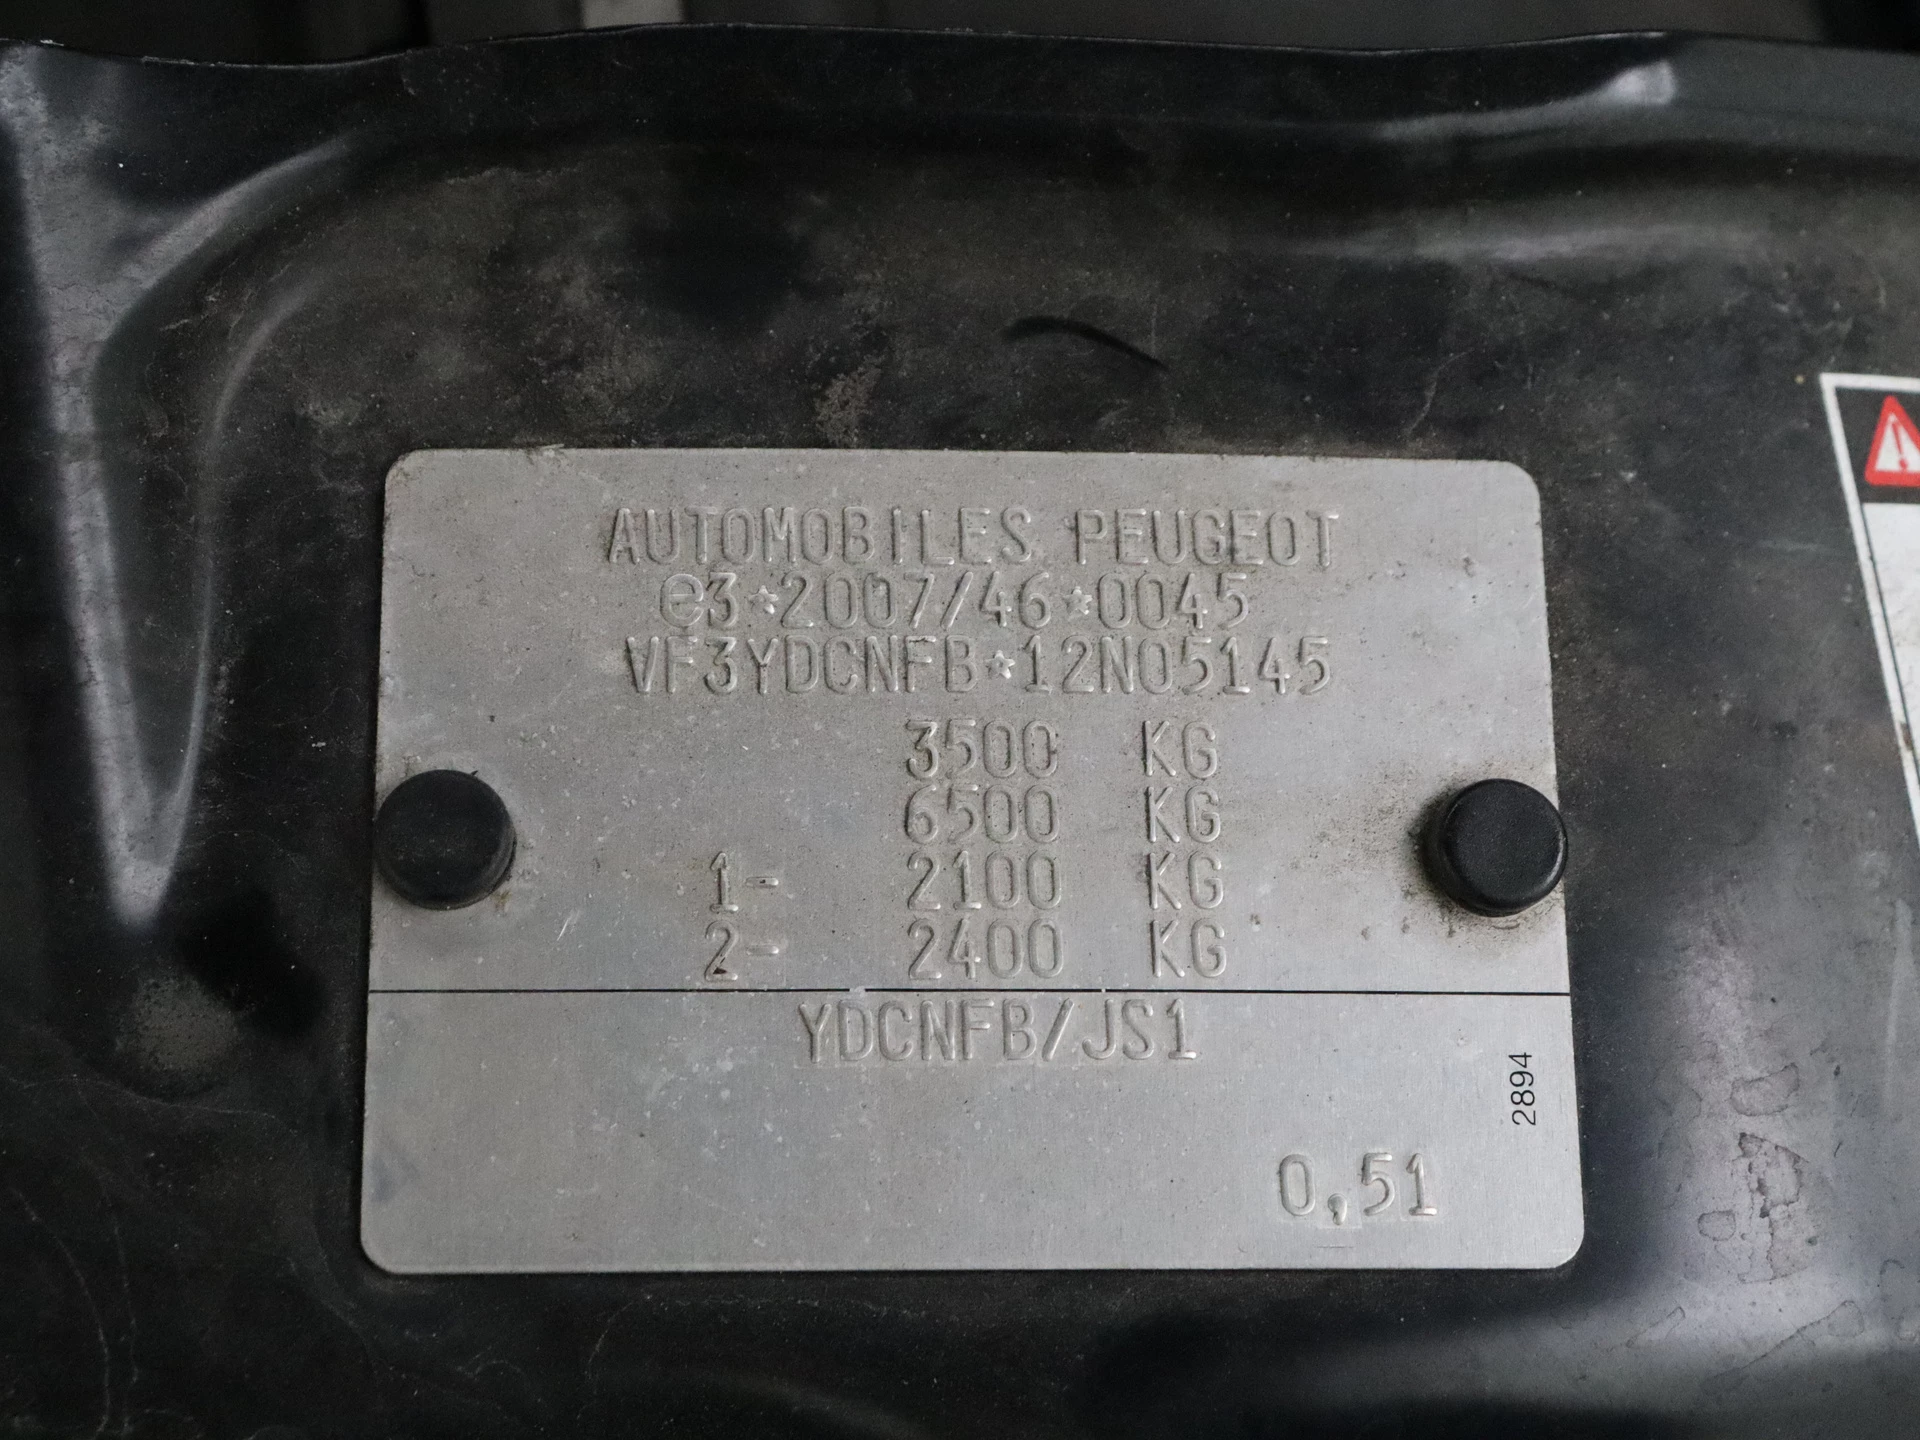 AUTOMOBILES PEUGEOT
e3*2007/46*0045
VF3YDCNFB*12N05145
3500 KG
6500 KG
1- 2100 KG
2- 2400 KG
YDCNFB/JS1
2894
0,51